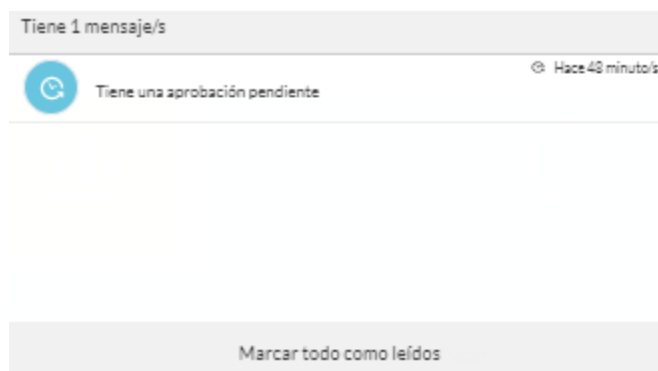 Tiene 1 mensaje/s
Hace 48 minuto/s
Tiene una aprobación pendiente
Marcar todo como leídos